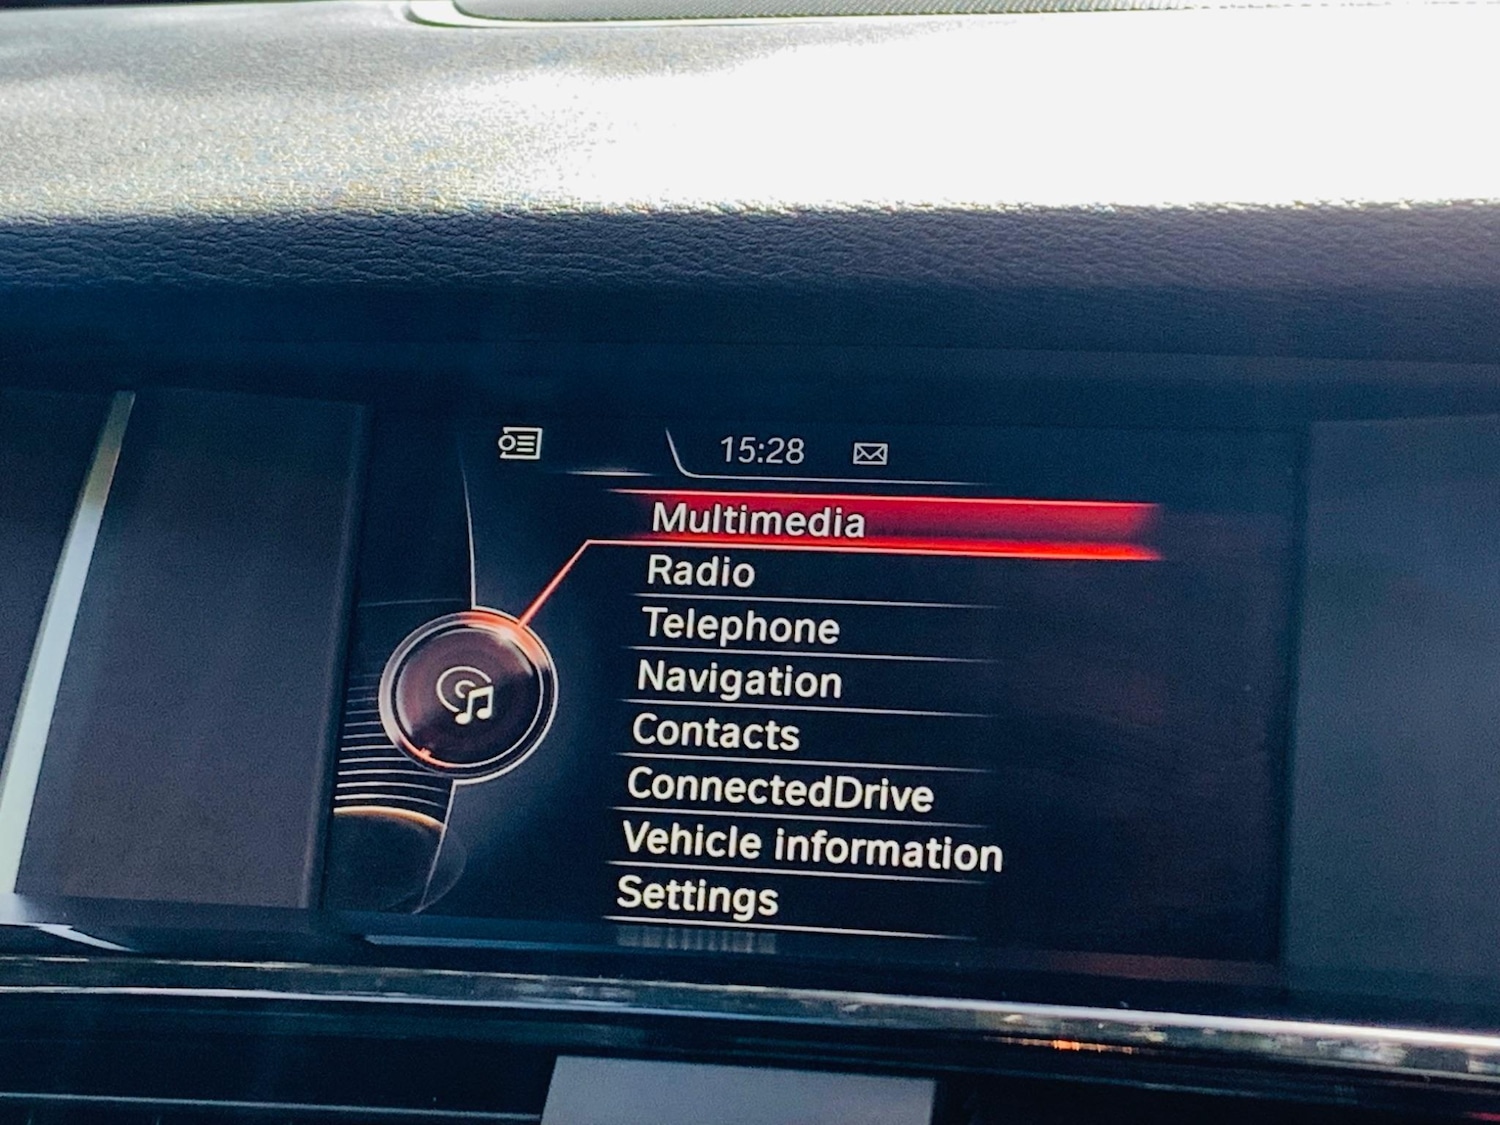 15:28
Multimedia
Radio
Telephone
Navigation
Contacts
ConnectedDrive
Vehicle information
Settings